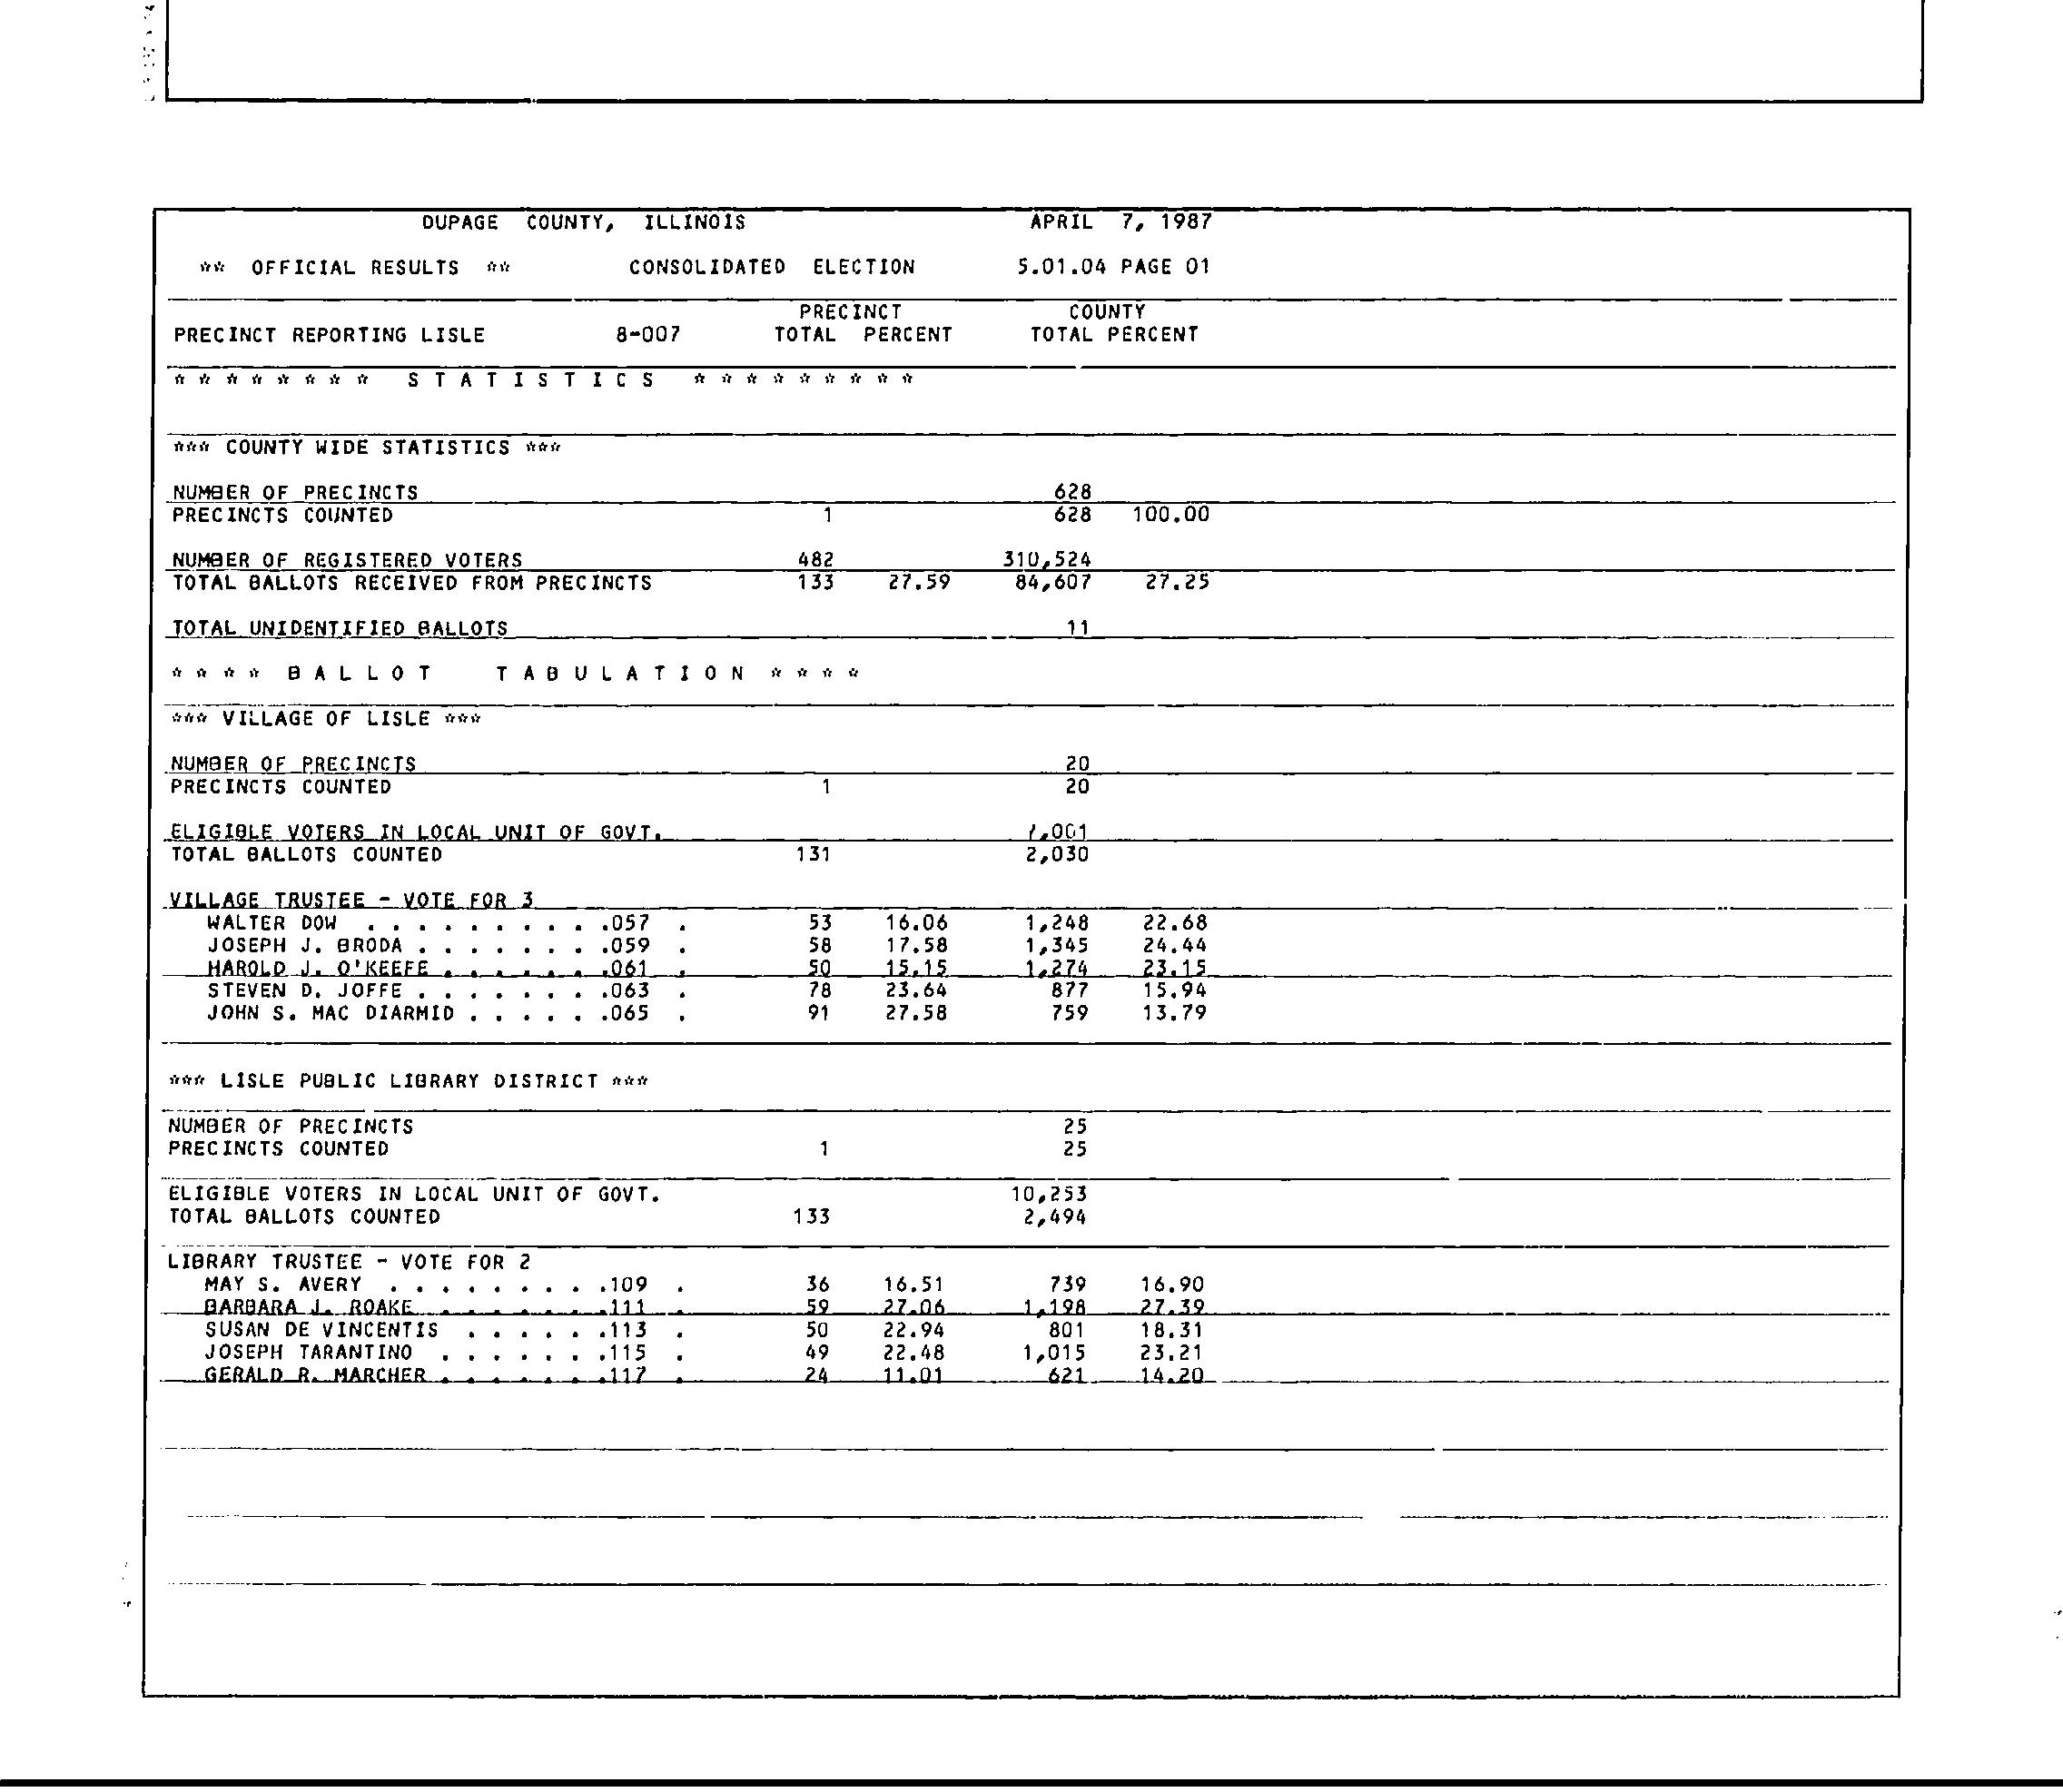 DUPAGE COUNTY, ILLINOIS APRIL 7, 1987
** OFFICIAL RESULTS ** CONSOLIDATED ELECTION 5.01.04 PAGE 01
PRECINCT COUNTY
PRECINCT REPORTING LISLE 8-007 TOTAL PERCENT TOTAL PERCENT
* * * * * * * * S T A T I S T I C S * * * * * * * * *
*** COUNTY WIDE STATISTICS ***
NUMBER OF PRECINCTS 628
PRECINCTS COUNTED 1 628 100.00
NUMBER OF REGISTERED VOTERS 482 310,524
TOTAL BALLOTS RECEIVED FROM PRECINCTS 133 27.59 84,607 27.25
TOTAL UNIDENTIFIED BALLOTS 11
* * * * B A L L O T T A B U L A T I O N * * * *
*** VILLAGE OF LISLE ***
NUMBER OF PRECINCTS 20
PRECINCTS COUNTED 1 20
ELIGIBLE VOTERS IN LOCAL UNIT OF GOVT. 7,001
TOTAL BALLOTS COUNTED 131 2,030
VILLAGE TRUSTEE - VOTE FOR 3
WALTER DOW . . . . . . . . . .057 . 53 16.06 1,248 22.68
JOSEPH J. BRODA . . . . . . . .059 . 58 17.58 1,345 24.44
HAROLD J. O'KEEFE . . . . . . .061 . 50 15.15 1,274 23.15
STEVEN D. JOFFE . . . . . . . .063 . 78 23.64 877 15.94
JOHN S. MAC DIARMID . . . . . .065 . 91 27.58 759 13.79
*** LISLE PUBLIC LIBRARY DISTRICT ***
NUMBER OF PRECINCTS 25
PRECINCTS COUNTED 1 25
ELIGIBLE VOTERS IN LOCAL UNIT OF GOVT. 10,253
TOTAL BALLOTS COUNTED 133 2,494
LIBRARY TRUSTEE - VOTE FOR 2
MAY S. AVERY . . . . . . . . .109 . 36 16.51 739 16.90
BARBARA J. ROAKE . . . . . . . .111 . 59 27.06 1,198 27.39
SUSAN DE VINCENTIS . . . . . .113 . 50 22.94 801 18.31
JOSEPH TARANTINO . . . . . . .115 . 49 22.48 1,015 23.21
GERALD R. MARCHER . . . . . . .117 . 24 11.01 621 14.20